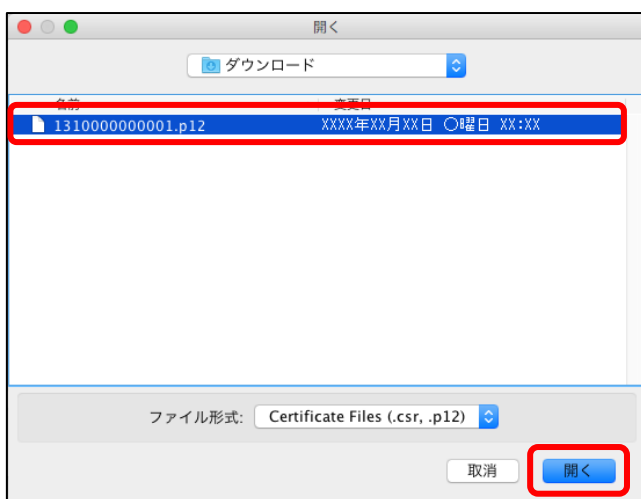 開く
ダウンロード
名前 変更日
1310000000001.p12 XXXX年XX月XX日 〇曜日 XX:XX
ファイル形式: Certificate Files (.csr, .p12)
取消 開く